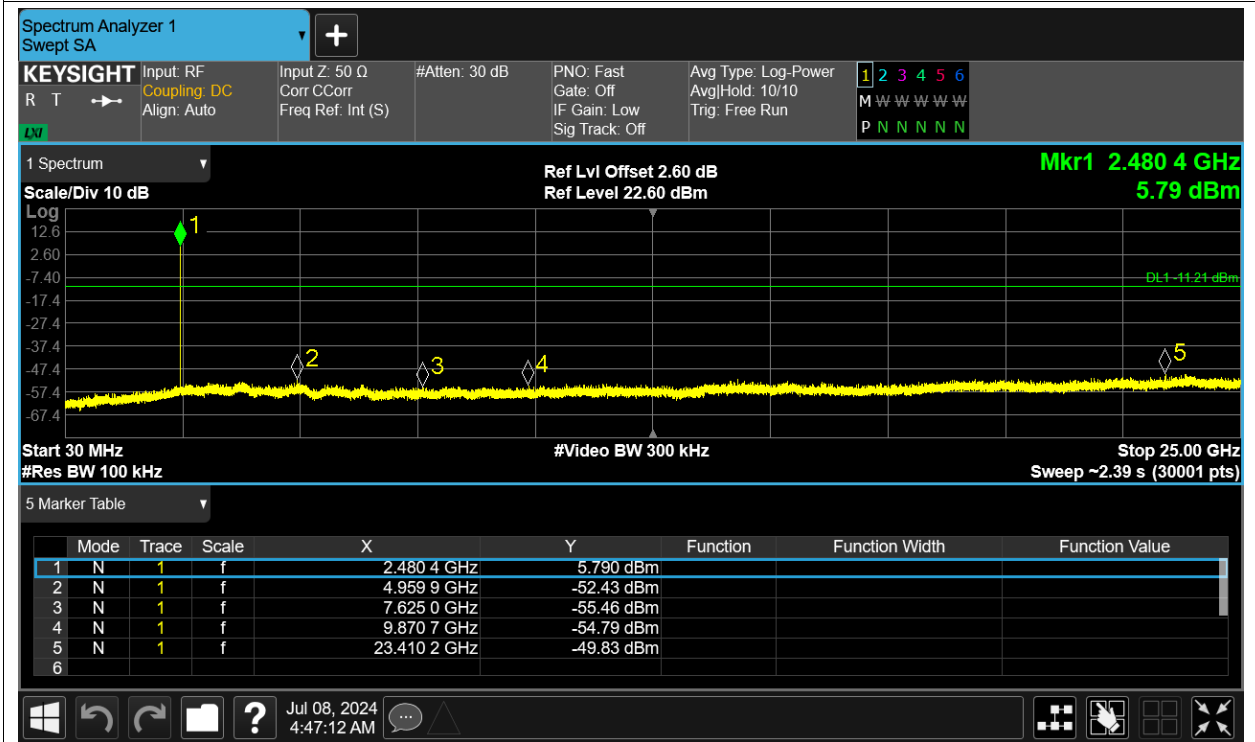 Spectrum Analyzer 1
Swept SA
KEYSIGHT
R T
LXI
Input: RF
Coupling: DC
Align: Auto
Input Z: 50 Ω
Corr CCorr
Freq Ref: Int (S)
#Atten: 30 dB
PNO: Fast
Gate: Off
IF Gain: Low
Sig Track: Off
Avg Type: Log-Power
Avg|Hold: 10/10
Trig: Free Run
1 2 3 4 5 6
M W W W W W
P N N N N N
1 Spectrum
Scale/Div 10 dB
Ref Lvl Offset 2.60 dB
Ref Level 22.60 dBm
Mkr1 2.480 4 GHz
5.79 dBm
Log
12.6
2.60
-7.40
-17.4
-27.4
-37.4
-47.4
-57.4
-67.4
1
2
3
4
5
DL1 -11.21 dBm
Start 30 MHz
#Res BW 100 kHz
#Video BW 300 kHz
Stop 25.00 GHz
Sweep ~2.39 s (30001 pts)
5 Marker Table
Mode Trace Scale X Y Function Function Width Function Value
1 N 1 f 2.480 4 GHz 5.790 dBm
2 N 1 f 4.959 9 GHz -52.43 dBm
3 N 1 f 7.625 0 GHz -55.46 dBm
4 N 1 f 9.870 7 GHz -54.79 dBm
5 N 1 f 23.410 2 GHz -49.83 dBm
6
?
Jul 08, 2024
4:47:12 AM